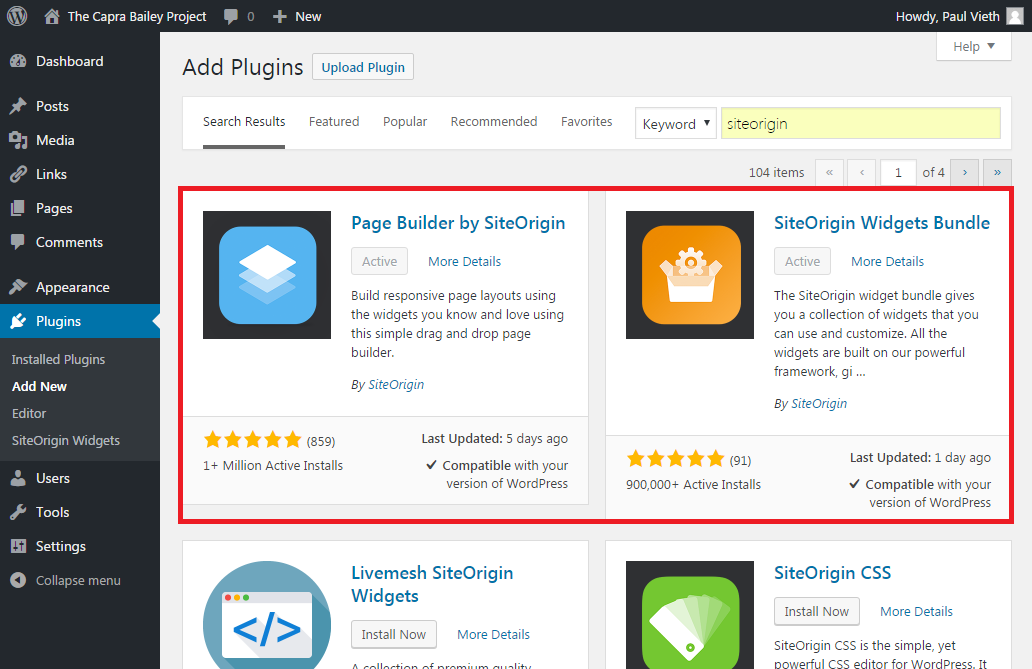 The Capra Bailey Project
0
New
Howdy, Paul Vieth
Dashboard
Posts
Media
Links
Pages
Comments
Appearance
Plugins
Installed Plugins
Add New
Editor
SiteOrigin Widgets
Users
Tools
Settings
Collapse menu
Help ▼
Add Plugins
Upload Plugin
Search Results
Featured
Popular
Recommended
Favorites
Keyword ▼
siteorigin
104 items « ‹ 1 of 4 › »
Page Builder by SiteOrigin
Active
More Details
Build responsive page layouts using
the widgets you know and love using
this simple drag and drop page
builder.
By SiteOrigin
(859)
1+ Million Active Installs
Last Updated: 5 days ago
✓ Compatible with your
version of WordPress
SiteOrigin Widgets Bundle
Active
More Details
The SiteOrigin widget bundle gives
you a collection of widgets that you
can use and customize. All the
widgets are built on our powerful
framework, gi ...
By SiteOrigin
(91)
900,000+ Active Installs
Last Updated: 1 day ago
✓ Compatible with your
version of WordPress
</>
Livemesh SiteOrigin
Widgets
Install Now
More Details
A collection of premium quality
SiteOrigin CSS
Install Now
More Details
SiteOrigin CSS is the simple, yet
powerful CSS editor for WordPress. It